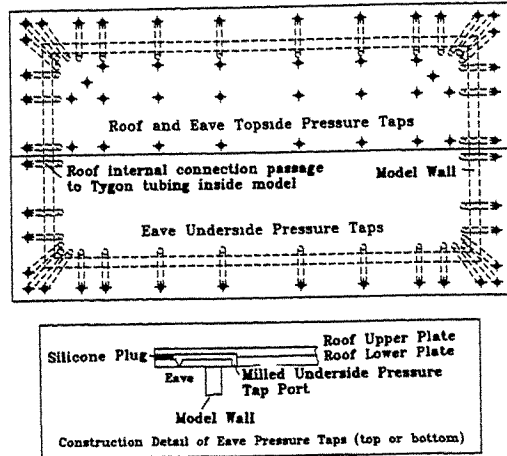 Roof and Eave Topside Pressure Taps
Roof internal connection passage
to Tygon tubing inside model
Model Wall
Eave Underside Pressure Taps
Roof Upper Plate
Silicone Plug
Roof Lower Plate
Eave
Milled Underside Pressure
Tap Port
Model Wall
Construction Detail of Eave Pressure Taps (top or bottom)